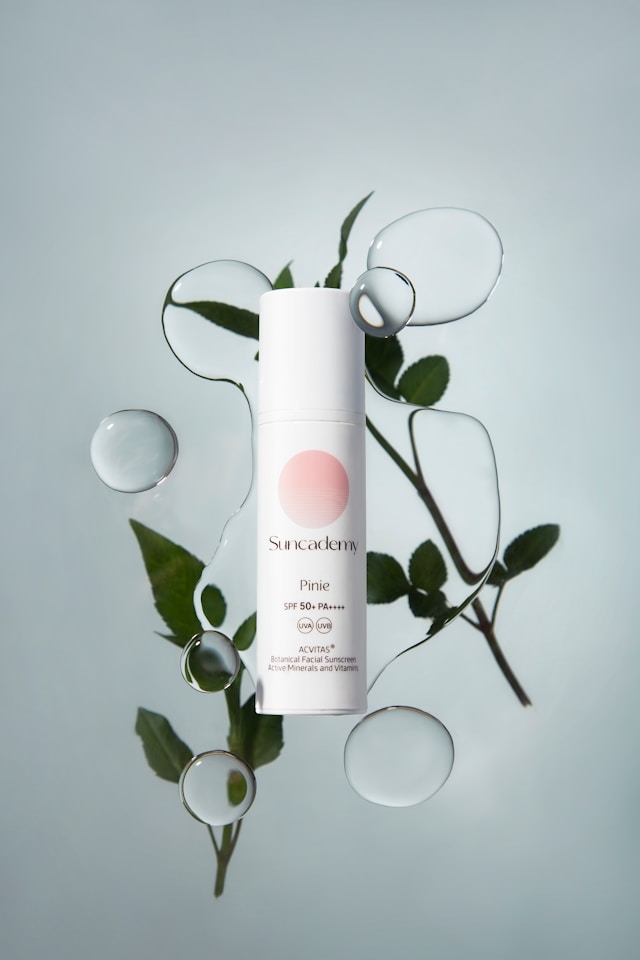 Suncademy
Pinie
SPF 50+ PA++++
UVA UVB
ACVITAS®
Botanical Facial Sunscreen
Active Minerals and Vitamins